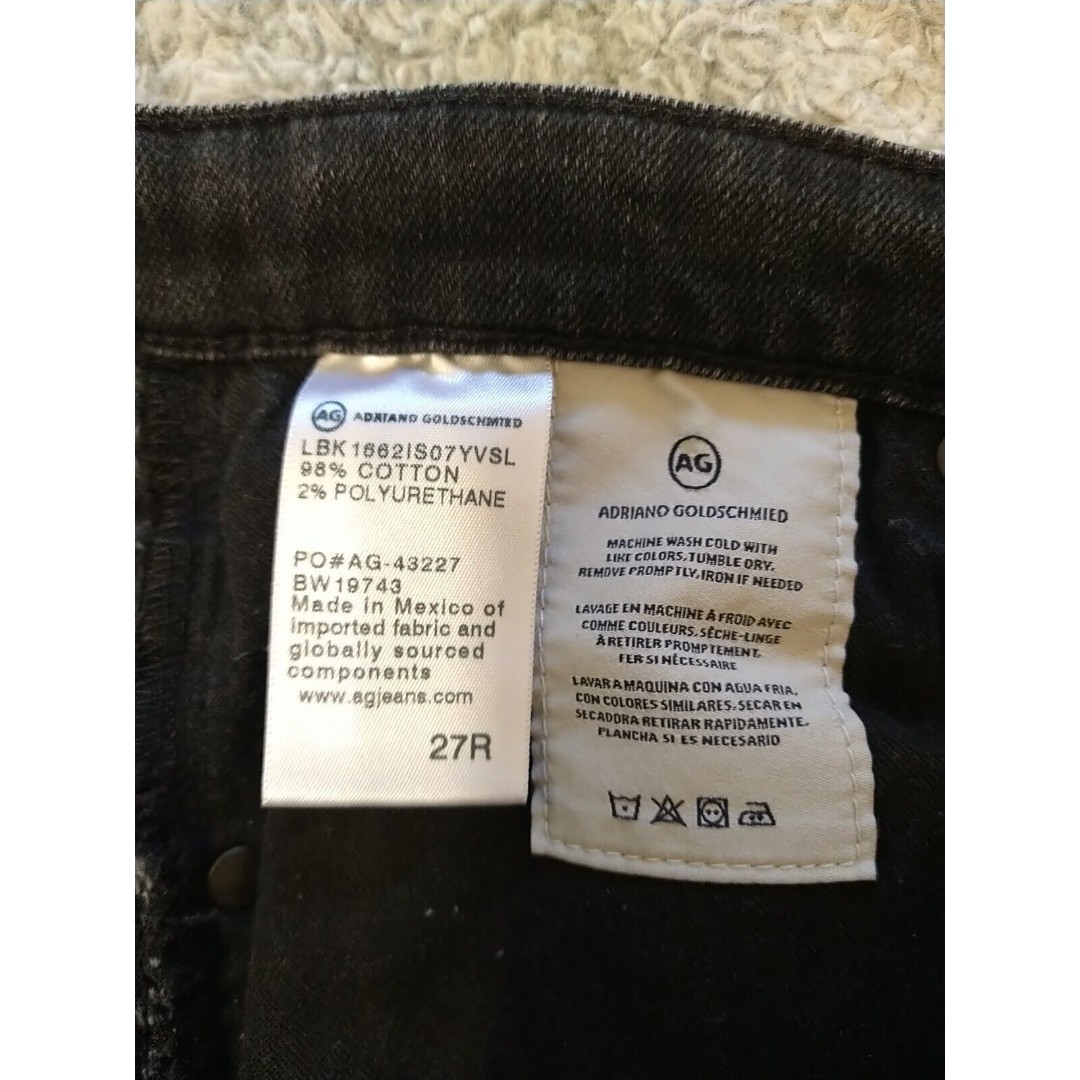 AG ADRIANO GOLDSCHMIED
LBK1662IS07YVSL
98% COTTON
2% POLYURETHANE
PO#AG-43227
BW19743
Made in Mexico of
imported fabric and
globally sourced
components
www.agjeans.com
27R
AG
ADRIANO GOLDSCHMIED
MACHINE WASH COLD WITH
LIKE COLORS, TUMBLE DRY.
REMOVE PROMPTLY, IRON IF NEEDED
LAVAGE EN MACHINE À FROID AVEC
COMME COULEURS. SÈCHE-LINGE
À RETIRER PROMPTEMENT.
FER SI NÉCESSAIRE
LAVAR A MAQUINA CON AGUA FRIA.
CON COLORES SIMILARES. SECAR EN
SECADORA RETIRAR RAPIDAMENTE.
PLANCHA SI ES NECESARIO